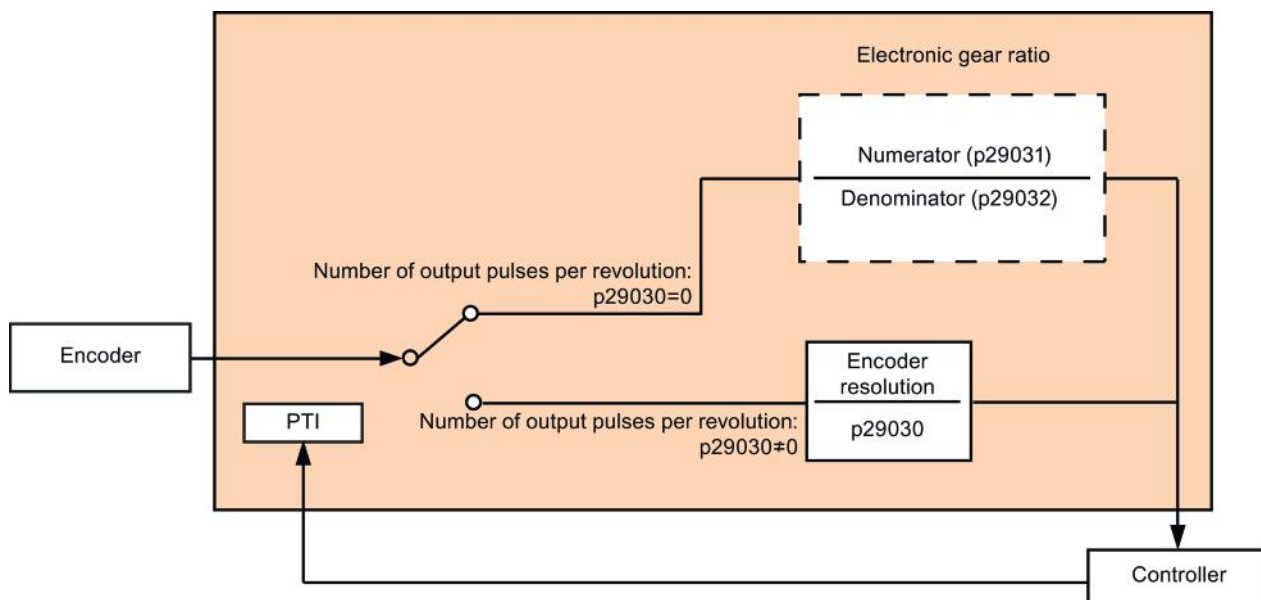 Electronic gear ratio
Numerator (p29031)
Denominator (p29032)
Number of output pulses per revolution:
p29030=0
Encoder
PTI
Number of output pulses per revolution:
p29030≠0
Encoder
resolution
p29030
Controller